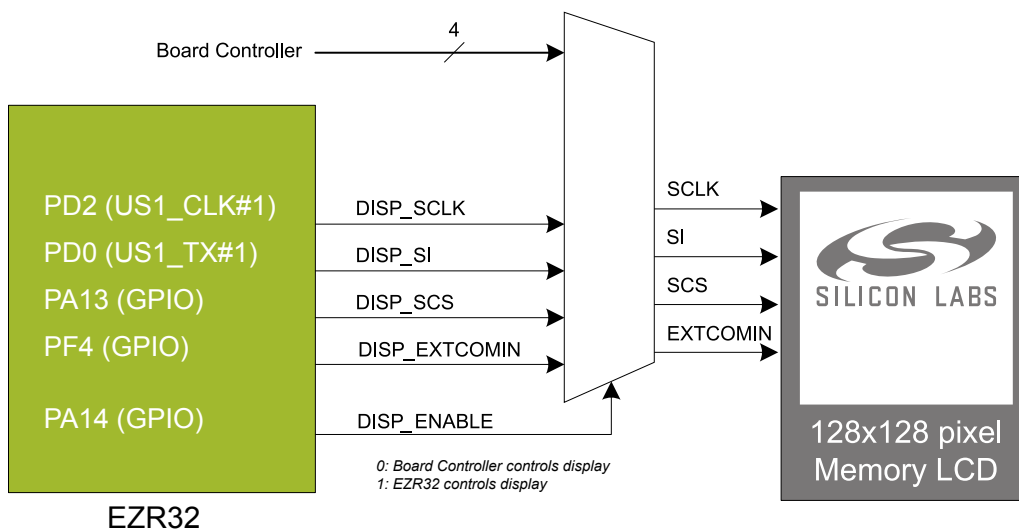 4
Board Controller
PD2 (US1_CLK#1)
DISP_SCLK
SCLK
PD0 (US1_TX#1)
DISP_SI
SI
PA13 (GPIO)
DISP_SCS
SCS
PF4 (GPIO)
DISP_EXTCOMIN
EXTCOMIN
PA14 (GPIO)
DISP_ENABLE
0: Board Controller controls display
1: EZR32 controls display
SILICON LABS
128x128 pixel
Memory LCD
EZR32